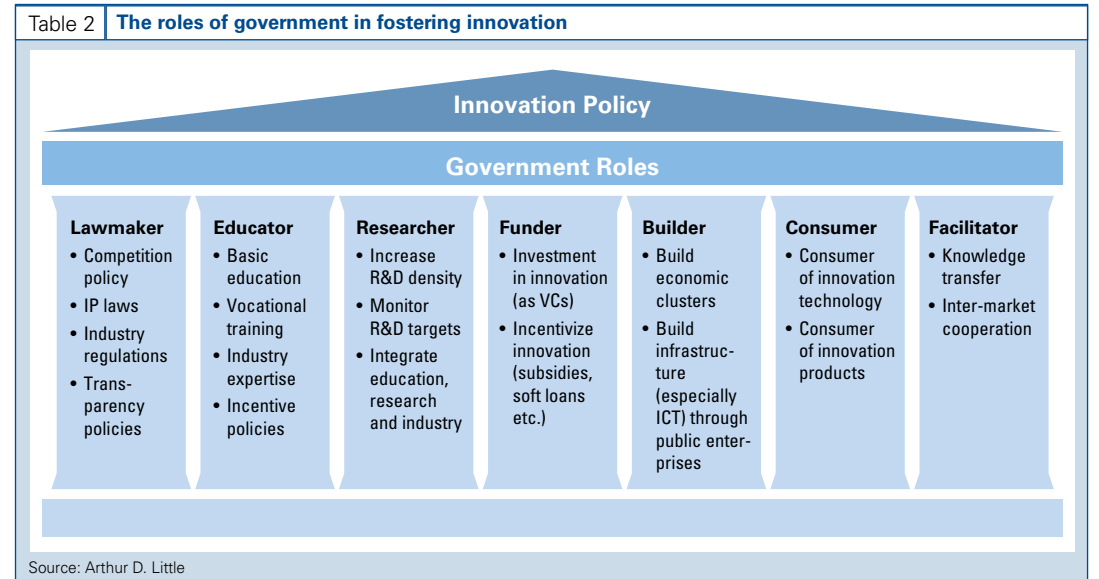 Table 2 The roles of government in fostering innovation
Innovation Policy
Government Roles
Lawmaker
• Competition
policy
• IP laws
• Industry
regulations
• Trans-
parency
policies
Educator
• Basic
education
• Vocational
training
• Industry
expertise
• Incentive
policies
Researcher
• Increase
R&D density
• Monitor
R&D targets
• Integrate
education,
research
and industry
Funder
• Investment
in innovation
(as VCs)
• Incentivize
innovation
(subsidies,
soft loans
etc.)
Builder
• Build
economic
clusters
• Build
infrastruc-
ture
(especially
ICT) through
public enter-
prises
Consumer
• Consumer
of innovation
technology
• Consumer
of innovation
products
Facilitator
• Knowledge
transfer
• Inter-market
cooperation
Source: Arthur D. Little